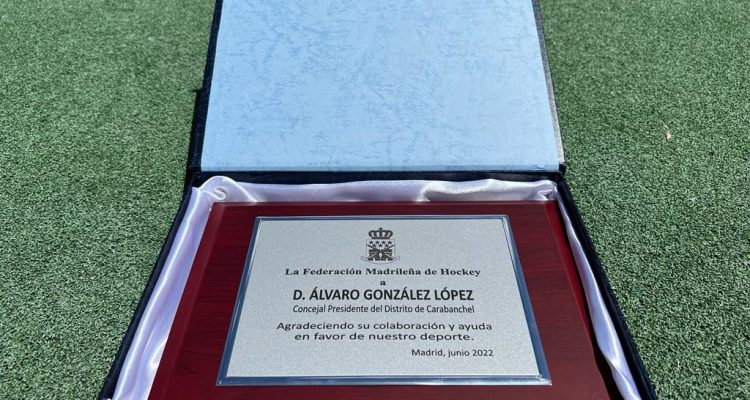 La Federación Madrileña de Hockey
a
D. ÁLVARO GONZÁLEZ LÓPEZ
Concejal Presidente del Distrito de Carabanchel
Agradeciendo su colaboración y ayuda
en favor de nuestro deporte.
Madrid, junio 2022